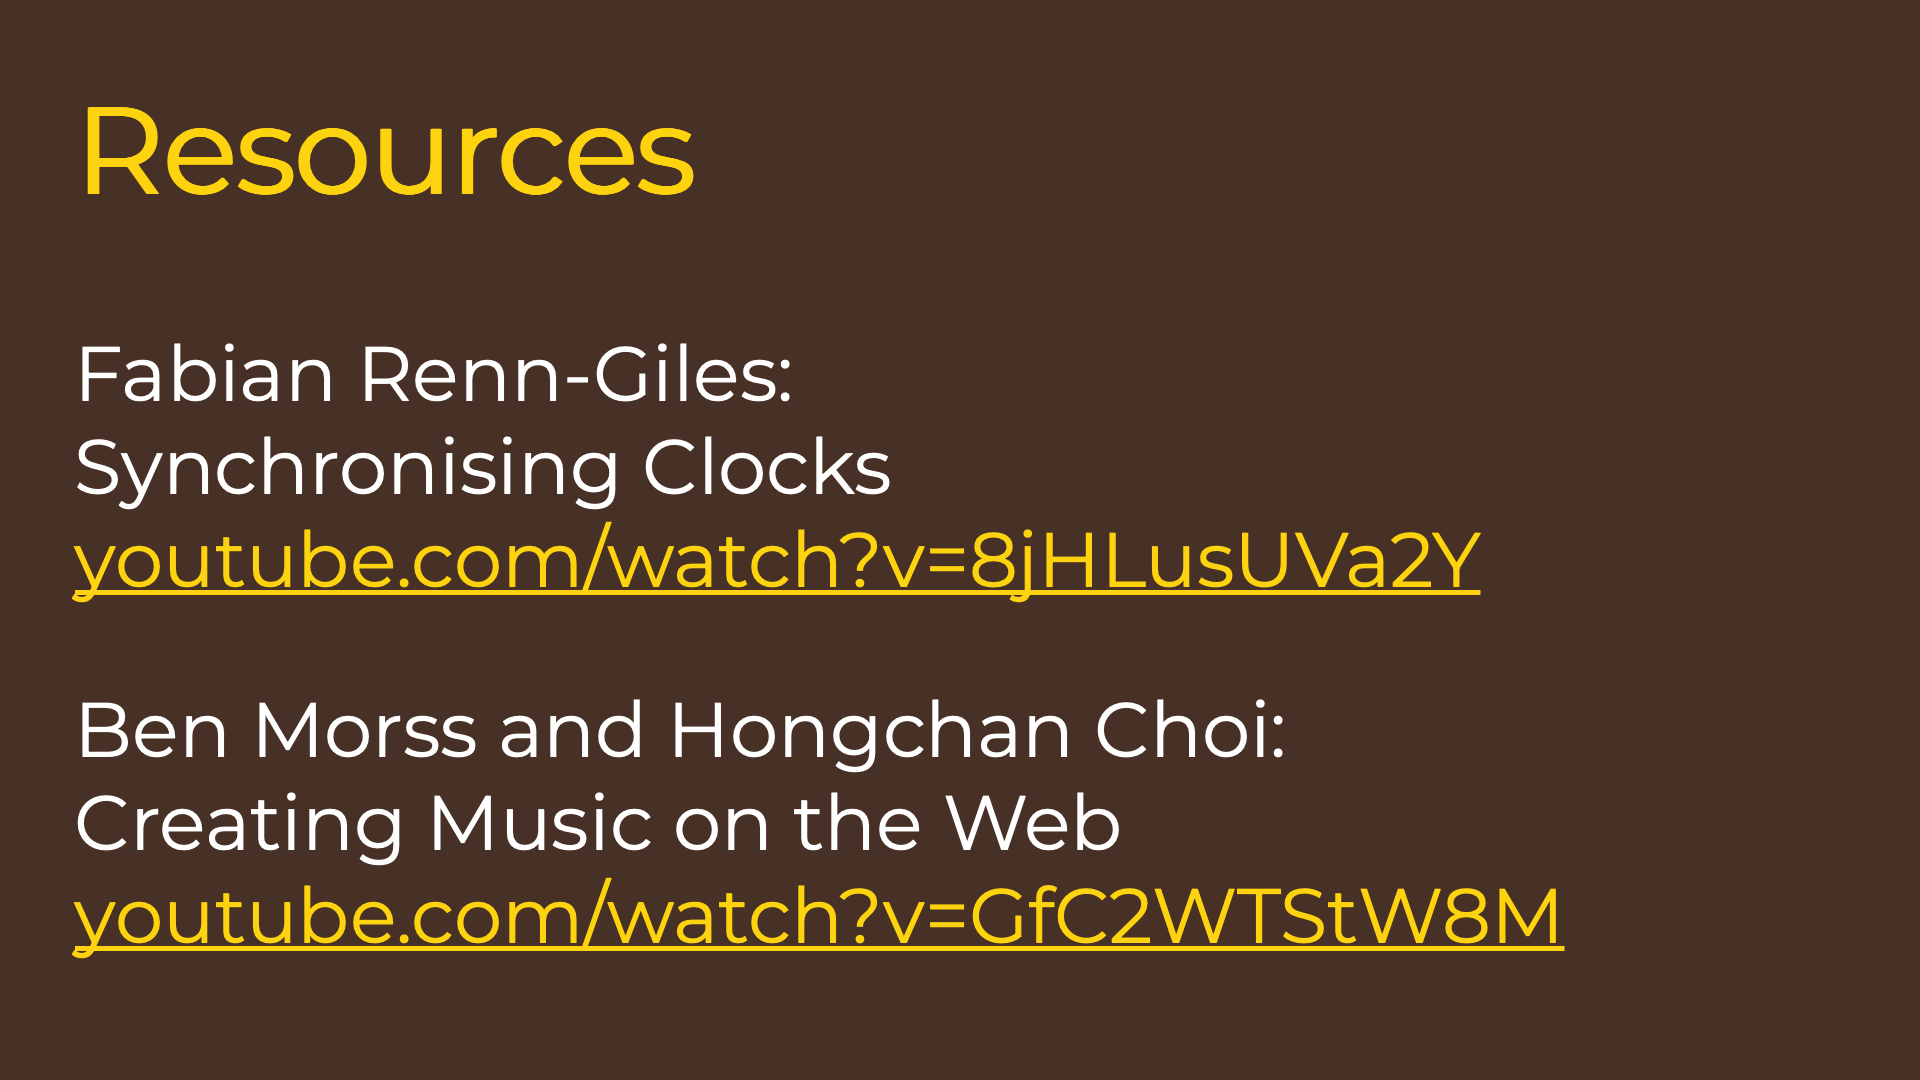 Resources
Fabian Renn-Giles:
Synchronising Clocks
youtube.com/watch?v=8jHLusUVa2Y
Ben Morss and Hongchan Choi:
Creating Music on the Web
youtube.com/watch?v=GfC2WTStW8M